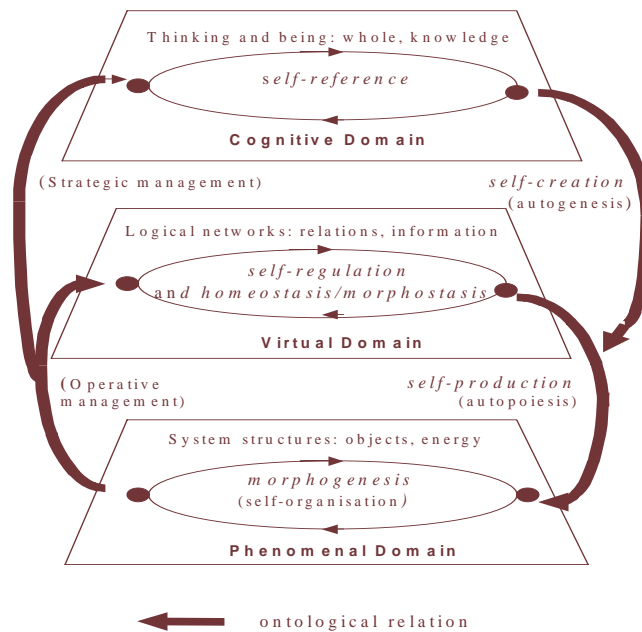 Thinking and being: whole, knowledge
self-reference
Cognitive Domain
(Strategic management)
self-creation
(autogenesis)
Logical networks: relations, information
self-regulation
and homeostasis/morphostasis
Virtual Domain
(Operative
management)
self-production
(autopoiesis)
System structures: objects, energy
morphogenesis
(self-organisation)
Phenomenal Domain
ontological relation